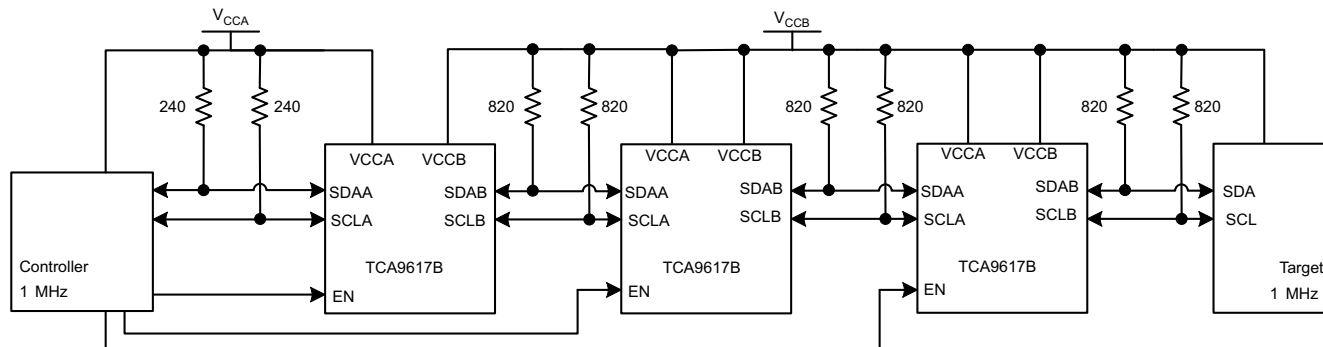 V_CCA
V_CCB
240
240
820
820
820
820
820
820
VCCA
VCCB
VCCA
VCCB
VCCA
VCCB
SDAA
SDAB
SDAA
SDAB
SDAA
SDAB
SDA
SCLA
SCLB
SCLA
SCLB
SCLA
SCLB
SCL
Controller
1 MHz
TCA9617B
TCA9617B
TCA9617B
Target
1 MHz
EN
EN
EN